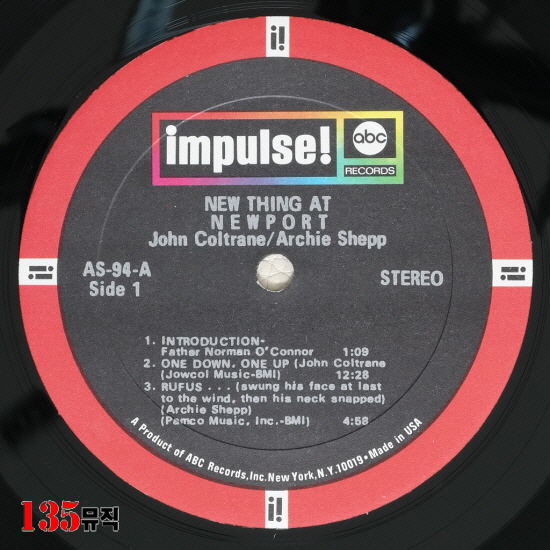 i!
impulse!
abc
RECORDS
NEW THING AT
NEWPORT
John Coltrane/Archie Shepp
AS-94-A
Side 1
STEREO
i!
i!
1. INTRODUCTION-
Father Norman O'Connor 1:09
2. ONE DOWN, ONE UP (John Coltrane
(Jowcol Music-BMI) 12:28
3. RUFUS . . . (swung his face at last
to the wind, then his neck snapped)
(Archie Shepp)
(Pamco Music, Inc.-BMI) 4:58
A Product of ABC Records, Inc. New York, N.Y. 10019 • Made in USA
i!
135뮤직